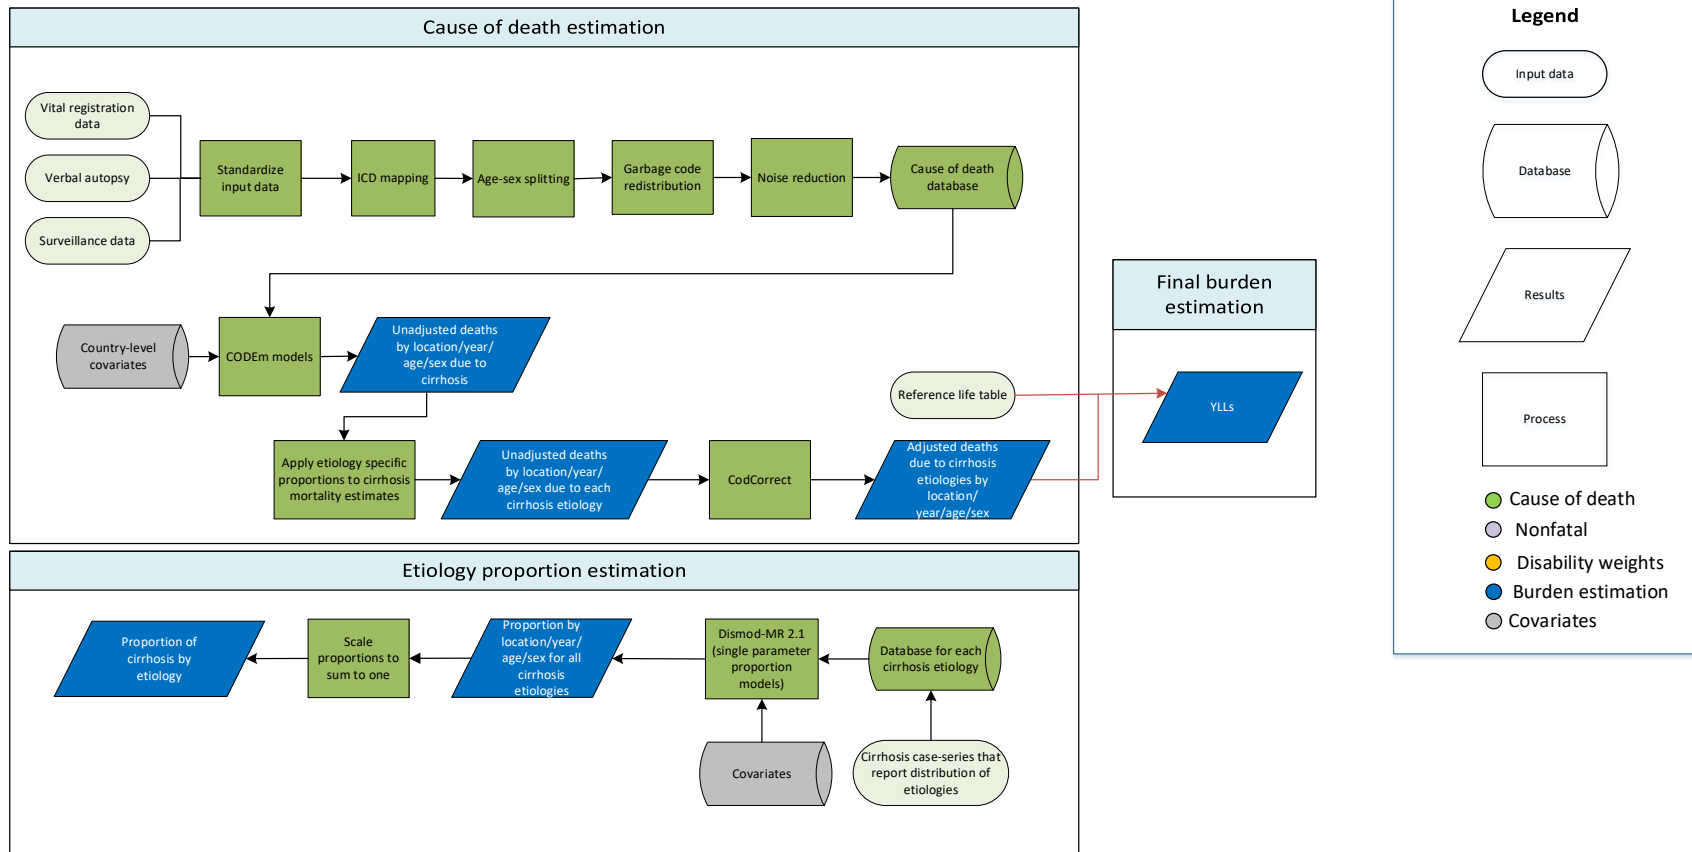 Cause of death estimation
Vital registration
data
Verbal autopsy
Surveillance data
Standardize
input data
ICD mapping
Age-sex splitting
Garbage code
redistribution
Noise reduction
Cause of death
database
Country-level
covariates
CODEm models
Unadjusted deaths
by location/year/
age/sex due to
cirrhosis
Reference life table
Apply etiology specific
proportions to cirrhosis
mortality estimates
Unadjusted deaths
by location/year/
age/sex due to each
cirrhosis etiology
CodCorrect
Adjusted deaths
due to cirrhosis
etiologies by
location/
year/age/sex
Final burden
estimation
YLLs
Etiology proportion estimation
Proportion of
cirrhosis by
etiology
Scale
proportions to
sum to one
Proportion by
location/year/
age/sex for all
cirrhosis
etiologies
Dismod-MR 2.1
(single parameter
proportion
models)
Database for each
cirrhosis etiology
Covariates
Cirrhosis case-series that
report distribution of
etiologies
Legend
Input data
Database
Results
Process
Cause of death
Nonfatal
Disability weights
Burden estimation
Covariates